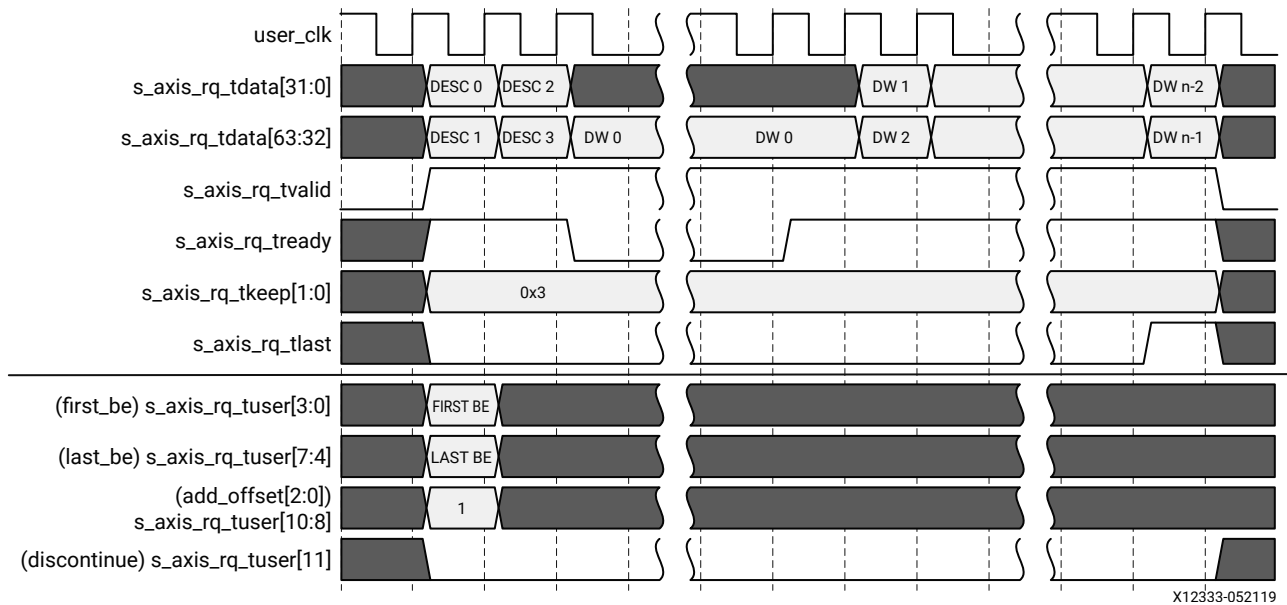 user_clk
s_axis_rq_tdata[31:0] DESC 0 DESC 2 DW 1 DW n-2
s_axis_rq_tdata[63:32] DESC 1 DESC 3 DW 0 DW 0 DW 2 DW n-1
s_axis_rq_tvalid
s_axis_rq_tready
s_axis_rq_tkeep[1:0] 0x3
s_axis_rq_tlast
(first_be) s_axis_rq_tuser[3:0] FIRST BE
(last_be) s_axis_rq_tuser[7:4] LAST BE
(add_offset[2:0])
s_axis_rq_tuser[10:8] 1
(discontinue) s_axis_rq_tuser[11]
X12333-052119